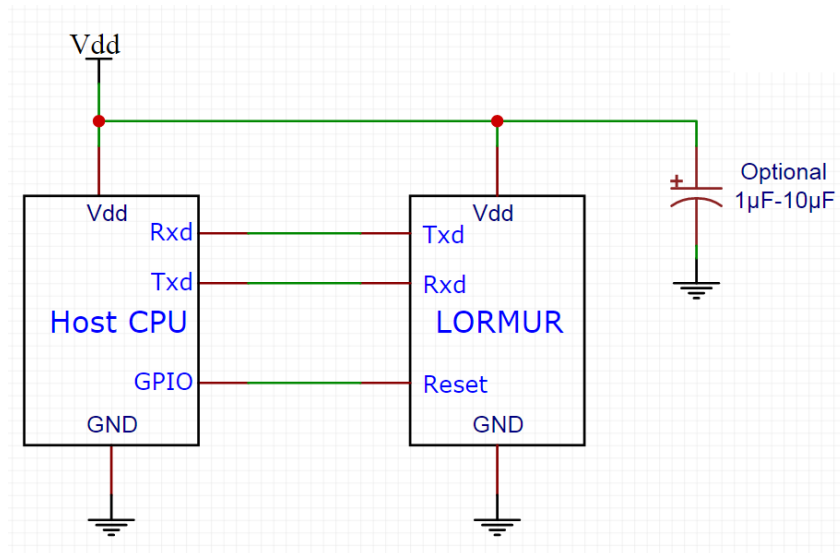 Vdd
Vdd
Rxd
Txd
Host CPU
GPIO
GND
Vdd
Txd
Rxd
LORMUR
Reset
GND
+
Optional
1µF-10µF